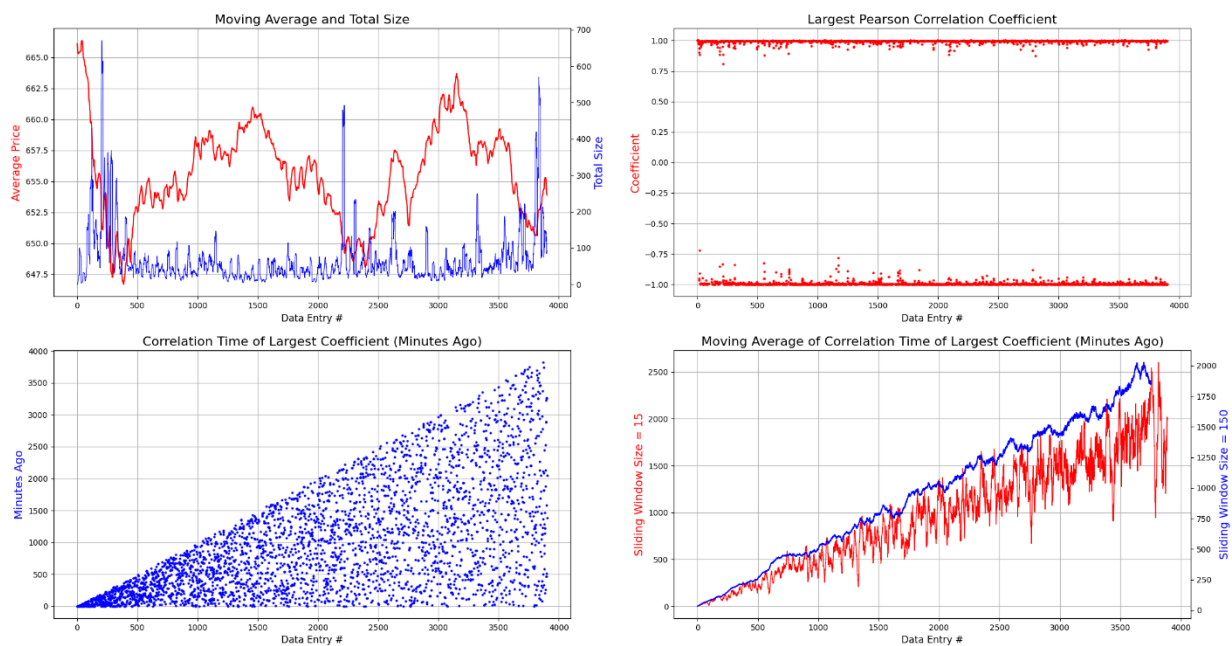 Moving Average and Total Size
Average Price
665.0
662.5
660.0
657.5
655.0
652.5
650.0
647.5
700
600
500
400
300
200
100
0
Total Size
0 500 1000 1500 2000 2500 3000 3500 4000
Data Entry #
Largest Pearson Correlation Coefficient
Coefficient
1.00
0.75
0.50
0.25
0.00
−0.25
−0.50
−0.75
−1.00
0 500 1000 1500 2000 2500 3000 3500 4000
Data Entry #
Correlation Time of Largest Coefficient (Minutes Ago)
Minutes Ago
4000
3500
3000
2500
2000
1500
1000
500
0
0 500 1000 1500 2000 2500 3000 3500 4000
Data Entry #
Moving Average of Correlation Time of Largest Coefficient (Minutes Ago)
Sliding Window Size = 15
2500
2000
1500
1000
500
0
2000
1750
1500
1250
1000
750
500
250
0
Sliding Window Size = 150
0 500 1000 1500 2000 2500 3000 3500 4000
Data Entry #